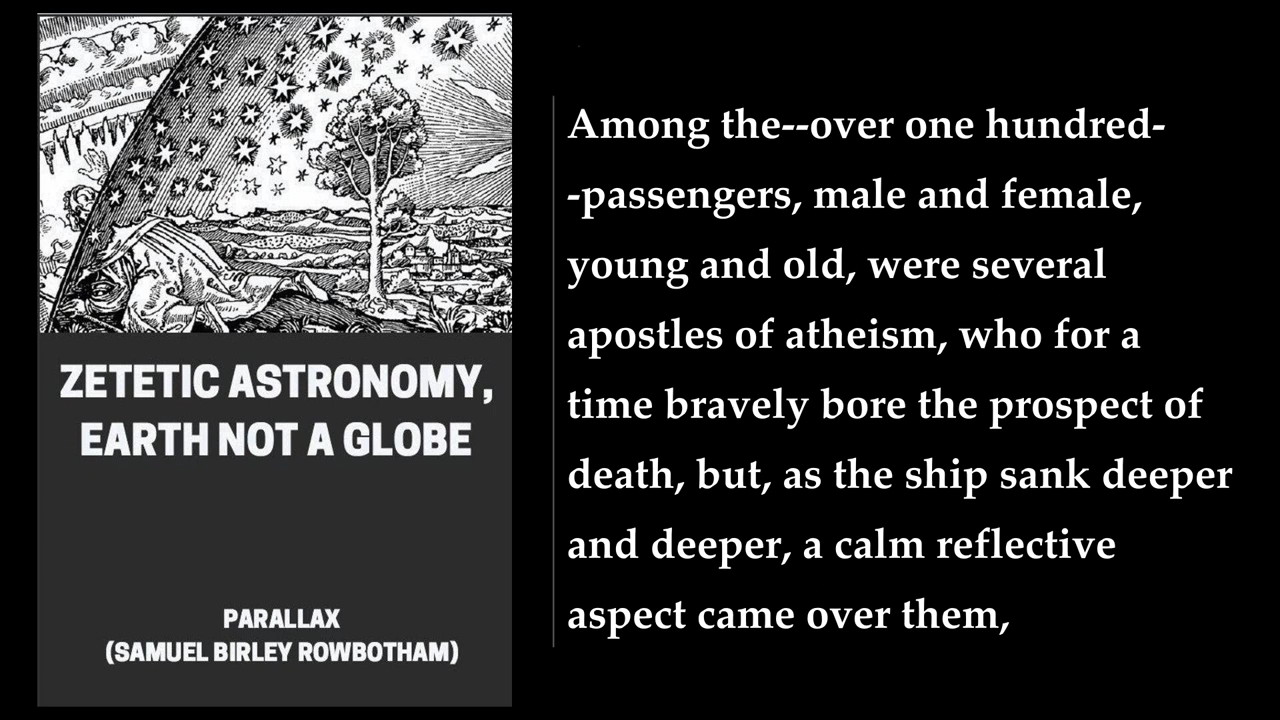 ZETETIC ASTRONOMY,
EARTH NOT A GLOBE
PARALLAX
(SAMUEL BIRLEY ROWBOTHAM)
Among the--over one hundred-
-passengers, male and female,
young and old, were several
apostles of atheism, who for a
time bravely bore the prospect of
death, but, as the ship sank deeper
and deeper, a calm reflective
aspect came over them,